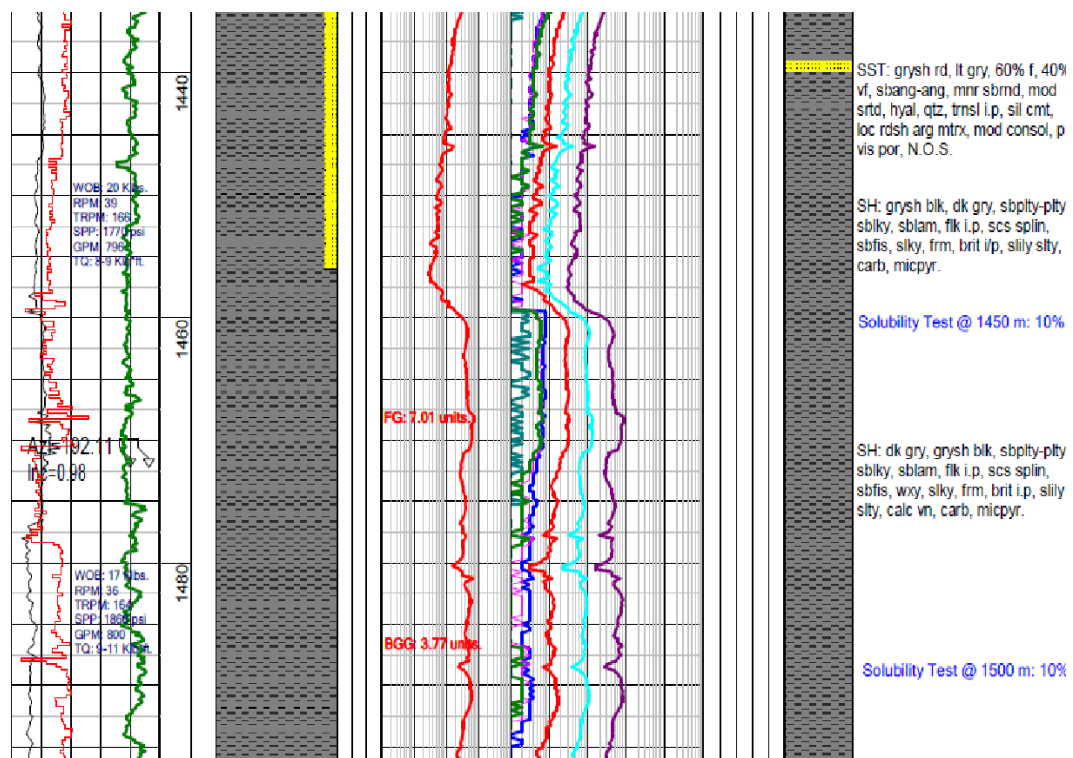 1440
WOB: 20 Klbs.
RPM: 39
TRPM: 166
SPP: 1770 psi
GPM: 796
TQ: 8-9 Klb*ft.
1460
Inc=0.98
1480
WOB: 17 Klbs.
RPM: 36
TRPM: 164
SPP: 1866 psi
GPM: 800
TQ: 9-11 Klb*ft.
FG: 7.01 units.
BGG: 3.77 units.
SST: grysh rd, lt gry, 60% f, 40%
vf, sbang-ang, mnr sbrnd, mod
srtd, hyal, qtz, trnsl i.p, sil cmt,
loc rdsh arg mtrx, mod consol, p
vis por, N.O.S.
SH: grysh blk, dk gry, sbplty-plty
sblky, sblam, flk i.p, scs splin,
sbfis, slky, frm, brit i/p, slily slty,
carb, micpyr.
Solubility Test @ 1450 m: 10%
SH: dk gry, grysh blk, sbplty-plty
sblky, sblam, flk i.p, scs splin,
sbfis, wxy, slky, frm, brit i.p, slily
slty, calc vn, carb, micpyr.
Solubility Test @ 1500 m: 10%